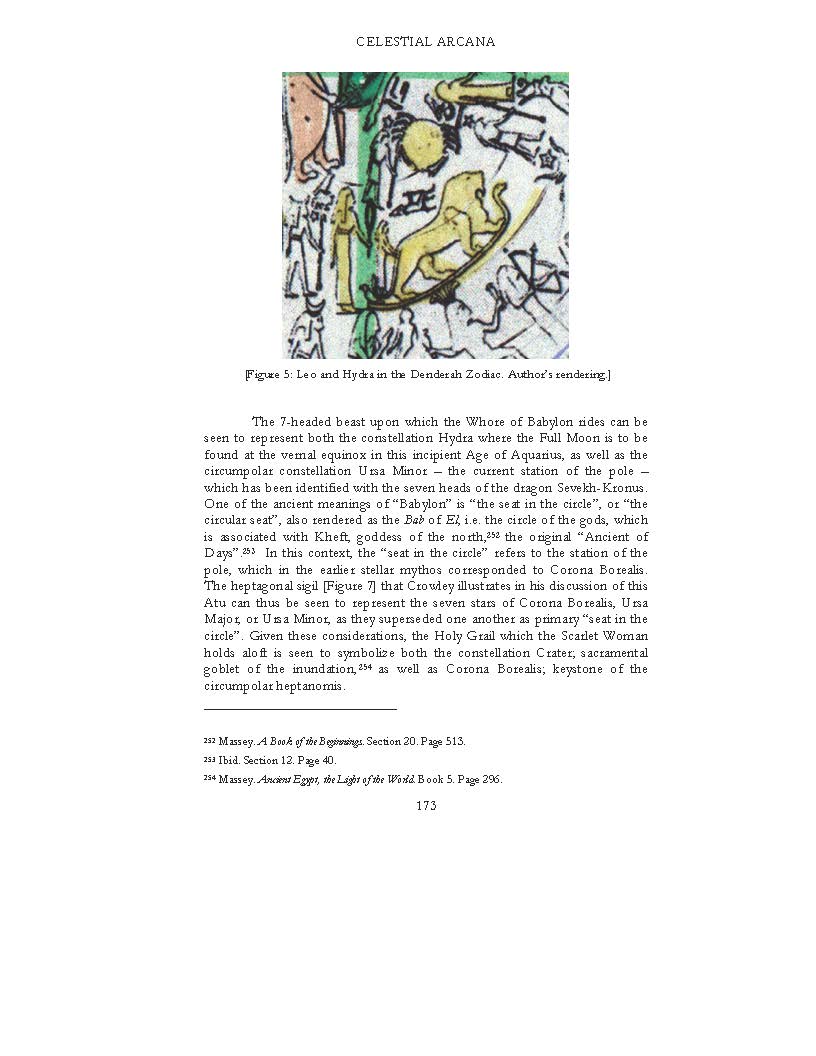 CELESTIAL ARCANA
[Figure 5: Leo and Hydra in the Denderah Zodiac. Author's rendering.]
The 7-headed beast upon which the Whore of Babylon rides can be
seen to represent both the constellation Hydra where the Full Moon is to be
found at the vernal equinox in this incipient Age of Aquarius, as well as the
circumpolar constellation Ursa Minor – the current station of the pole –
which has been identified with the seven heads of the dragon Sevekh-Kronus.
One of the ancient meanings of “Babylon” is “the seat in the circle”, or “the
circular seat”, also rendered as the Bab of El, i.e. the circle of the gods, which
is associated with Kheft, goddess of the north,252 the original “Ancient of
Days”.253 In this context, the “seat in the circle” refers to the station of the
pole, which in the earlier stellar mythos corresponded to Corona Borealis.
The heptagonal sigil [Figure 7] that Crowley illustrates in his discussion of this
Atu can thus be seen to represent the seven stars of Corona Borealis, Ursa
Major, or Ursa Minor, as they superseded one another as primary “seat in the
circle”. Given these considerations, the Holy Grail which the Scarlet Woman
holds aloft is seen to symbolize both the constellation Crater; sacramental
goblet of the inundation,254 as well as Corona Borealis; keystone of the
circumpolar heptanomis.
252 Massey. A Book of the Beginnings. Section 20. Page 513.
253 Ibid. Section 12. Page 40.
254 Massey. Ancient Egypt, the Light of the World. Book 5. Page 296.
173